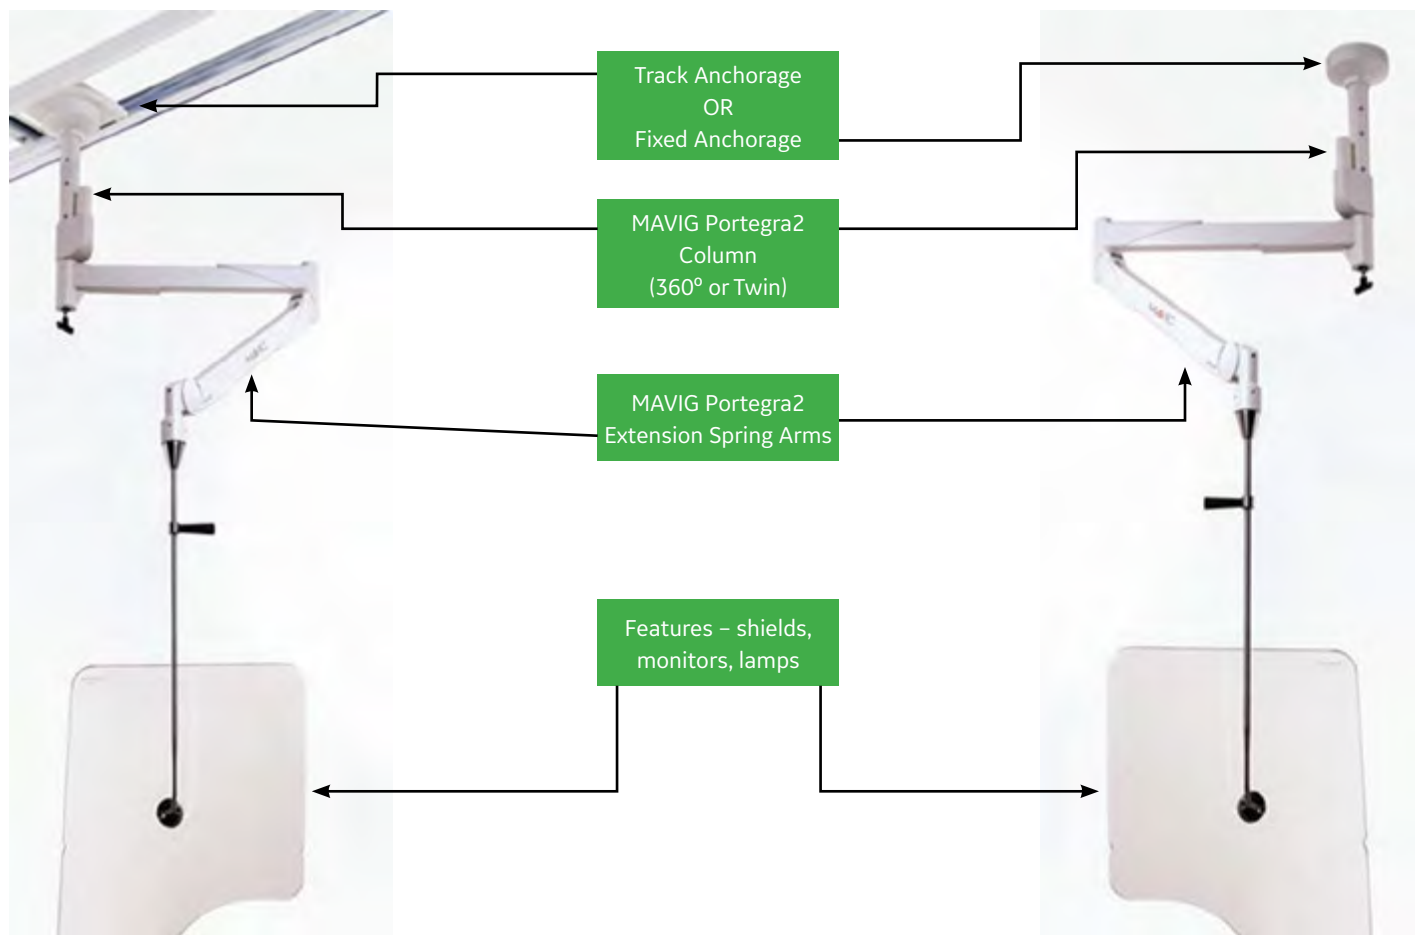 Track Anchorage
OR
Fixed Anchorage
MAVIG Portegra2
Column
(360º or Twin)
MAVIG Portegra2
Extension Spring Arms
Features – shields,
monitors, lamps